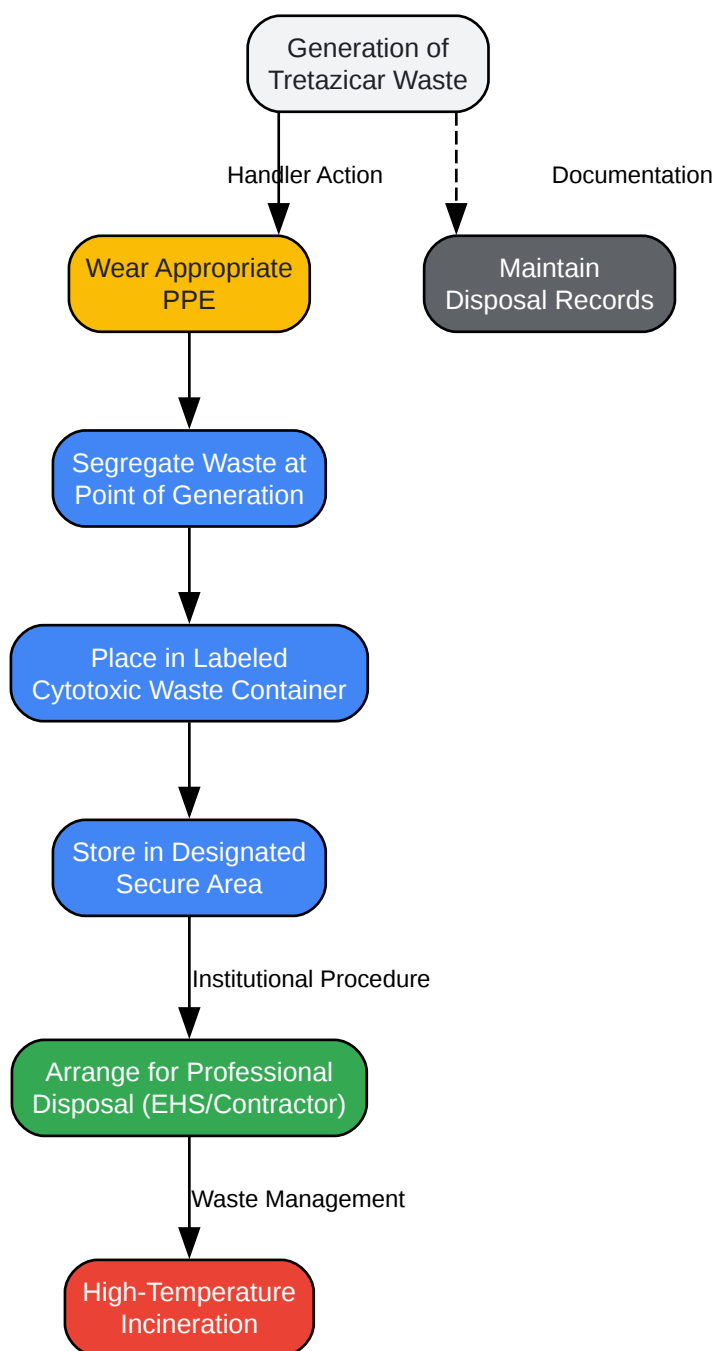 Generation of
Tretazicar Waste
Handler Action
Documentation
Wear Appropriate
PPE
Maintain
Disposal Records
Segregate Waste at
Point of Generation
Place in Labeled
Cytotoxic Waste Container
Store in Designated
Secure Area
Institutional Procedure
Arrange for Professional
Disposal (EHS/Contractor)
Waste Management
High-Temperature
Incineration